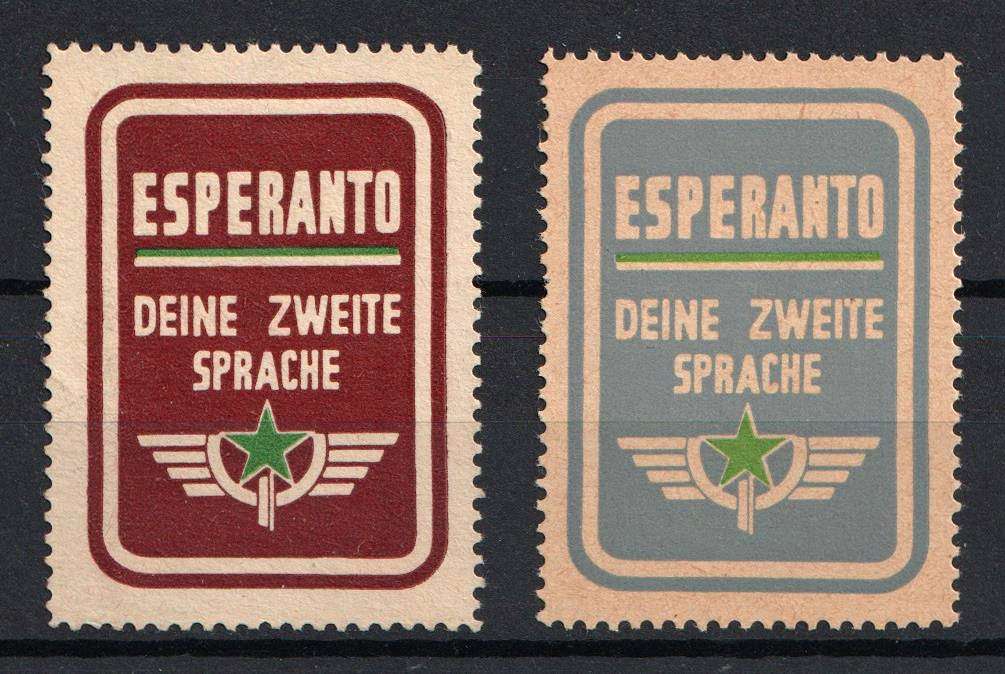 ESPERANTO
DEINE ZWEITE
SPRACHE
ESPERANTO
DEINE ZWEITE
SPRACHE